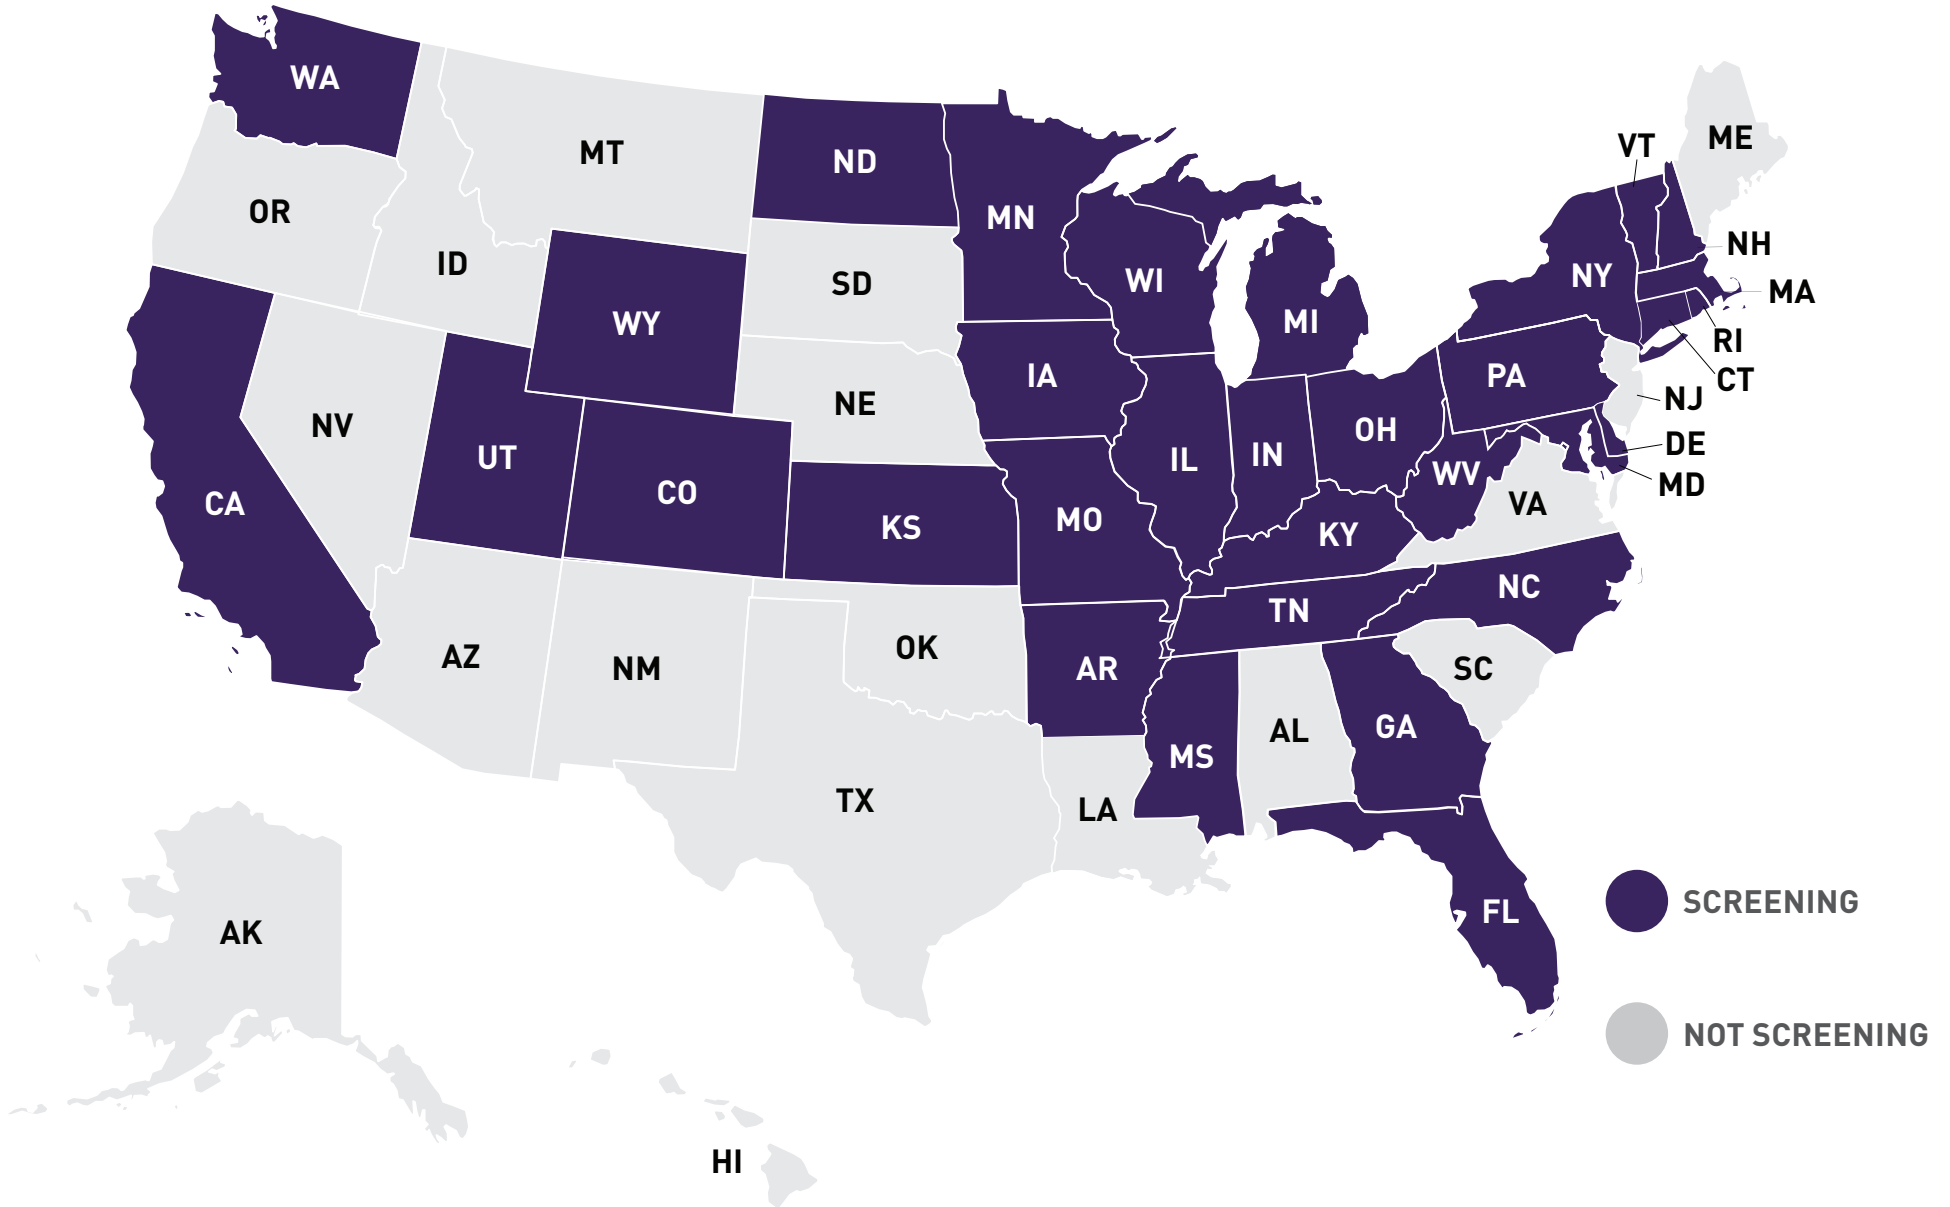 WA
MT
ND
VT
ME
OR
MN
NH
ID
SD
WI
NY
MA
WY
MI
RI
IA
PA
CT
NV
NE
NJ
UT
OH
DE
IL
IN
WV
MD
CA
CO
KS
MO
KY
VA
NC
TN
AZ
NM
OK
AR
SC
GA
AL
MS
TX
LA
FL
SCREENING
AK
NOT SCREENING
HI